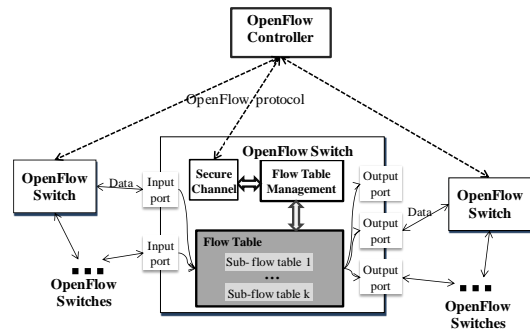 OpenFlow
Controller
OpenFlow protocol
OpenFlow Switch
OpenFlow
Switch
Data
Input
port
Secure
Channel
Flow Table
Management
Output
port
Output
port
Data
OpenFlow
Switch
Input
port
Flow Table
Sub- flow table 1
...
Sub-flow table k
Output
port
...
OpenFlow
Switches
...
OpenFlow
Switches